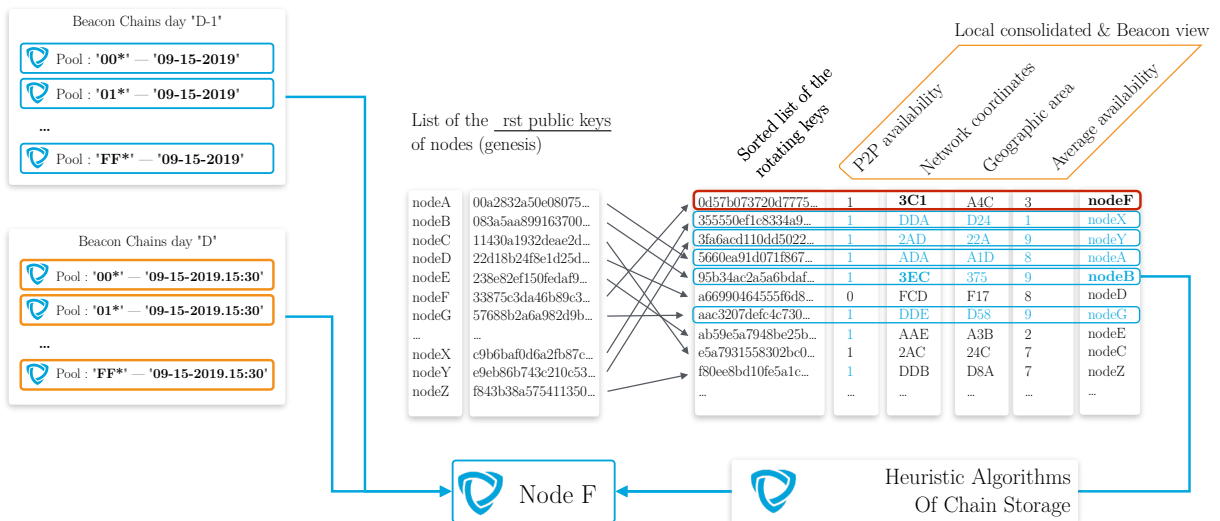 Beacon Chains day "D-1"
Pool : "00*" — "09-15-2019"
Pool : "01*" — "09-15-2019"
...
Pool : "FF*" — "09-15-2019"
Beacon Chains day "D"
Pool : "00*" — "09-15-2019.15:30"
Pool : "01*" — "09-15-2019.15:30"
...
Pool : "FF*" — "09-15-2019.15:30"
List of the rst public keys
of nodes (genesis)
Local consolidated & Beacon view
Sorted list of the
rotating keys
P2P availability
Network coordinates
Geographic area
Average availability
nodeA 00a2832a50e08075...
nodeB 083a5aa899163700...
nodeC 11430a1932deae2d...
nodeD 22d18b24f8e1d25d...
nodeE 238e82ef150fedaf9...
nodeF 33875c3da46b89c3...
nodeG 57688b2a6a982d9b...
... ...
nodeX c9b6baf0d6a2fb87c...
nodeY e9eb86b743c210c53...
nodeZ f843b38a575411350...
0d57b073720d7775... 1 3C1 A4C 3 nodeF
355550ef1c8334a9... 1 DDA D24 1 nodeX
3fa6acd110dd5022... 1 2AD 22A 9 nodeY
5660ea91d071f867... 1 ADA A1D 8 nodeA
95b34ac2a5a6bdaf... 1 3EC 375 9 nodeB
a66990464555f6d8... 0 FCD F17 8 nodeD
aac3207defc4c730... 1 DDE D58 9 nodeG
ab59e5a7948be25b... 1 AAE A3B 2 nodeE
e5a7931558302bc0... 1 2AC 24C 7 nodeC
f80ee8bd10fe5a1c... 1 DDB D8A 7 nodeZ
... ... ... ... ... ...
Node F
Heuristic Algorithms
Of Chain Storage